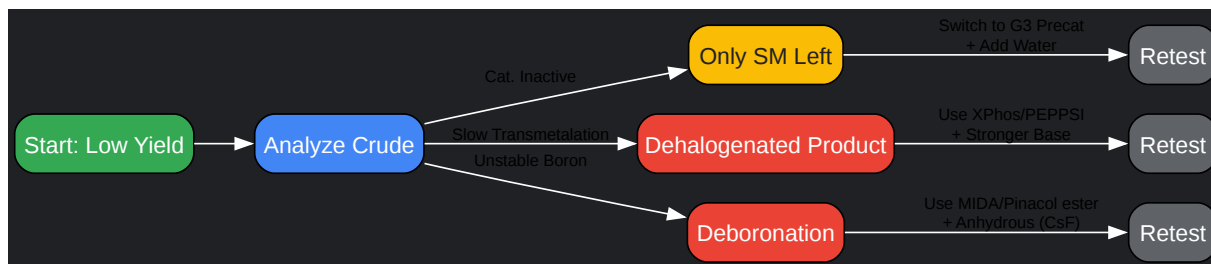 Switch to G3 Precat
+ Add Water
Only SM Left
Retest
Cat. Inactive
Use XPhos/PEPPSI
+ Stronger Base
Start: Low Yield
Analyze Crude
Slow Transmetalation
Dehalogenated Product
Retest
Unstable Boron
Use MIDA/Pinacol ester
+ Anhydrous (CsF)
Deboronation
Retest